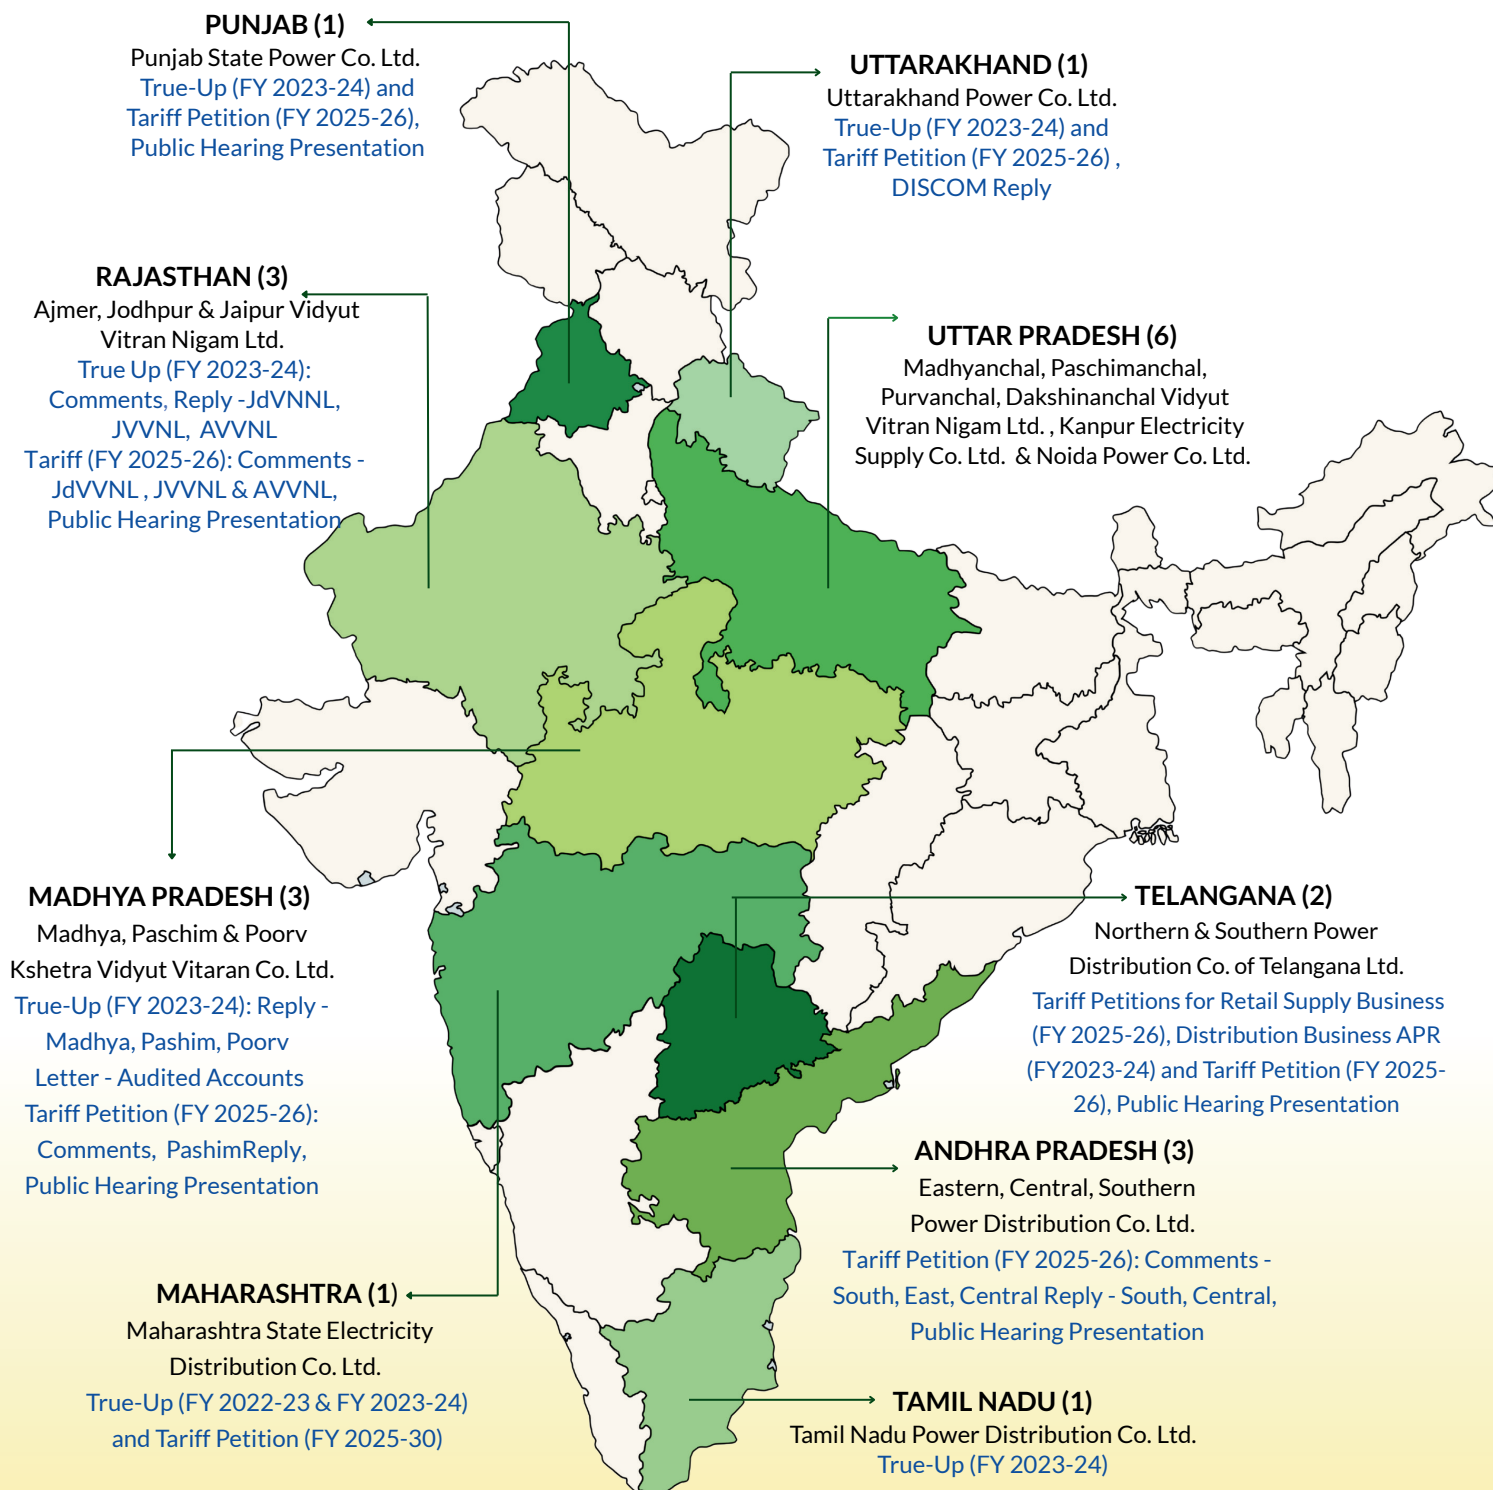 PUNJAB (1)
Punjab State Power Co. Ltd.
True-Up (FY 2023-24) and
Tariff Petition (FY 2025-26),
Public Hearing Presentation
UTTARAKHAND (1)
Uttarakhand Power Co. Ltd.
True-Up (FY 2023-24) and
Tariff Petition (FY 2025-26) ,
DISCOM Reply
RAJASTHAN (3)
Ajmer, Jodhpur & Jaipur Vidyut
Vitran Nigam Ltd.
True Up (FY 2023-24):
Comments, Reply -JdVNNL,
JVVNL, AVVNL
Tariff (FY 2025-26): Comments -
JdVVNL , JVVNL & AVVNL,
Public Hearing Presentation
UTTAR PRADESH (6)
Madhyanchal, Paschimanchal,
Purvanchal, Dakshinanchal Vidyut
Vitran Nigam Ltd. , Kanpur Electricity
Supply Co. Ltd. & Noida Power Co. Ltd.
MADHYA PRADESH (3)
Madhya, Paschim & Poorv
Kshetra Vidyut Vitaran Co. Ltd.
True-Up (FY 2023-24): Reply -
Madhya, Pashim, Poorv
Letter - Audited Accounts
Tariff Petition (FY 2025-26):
Comments, PashimReply,
Public Hearing Presentation
TELANGANA (2)
Northern & Southern Power
Distribution Co. of Telangana Ltd.
Tariff Petitions for Retail Supply Business
(FY 2025-26), Distribution Business APR
(FY2023-24) and Tariff Petition (FY 2025-
26), Public Hearing Presentation
ANDHRA PRADESH (3)
Eastern, Central, Southern
Power Distribution Co. Ltd.
Tariff Petition (FY 2025-26): Comments -
South, East, Central Reply - South, Central,
Public Hearing Presentation
MAHARASHTRA (1)
Maharashtra State Electricity
Distribution Co. Ltd.
True-Up (FY 2022-23 & FY 2023-24)
and Tariff Petition (FY 2025-30)
TAMIL NADU (1)
Tamil Nadu Power Distribution Co. Ltd.
True-Up (FY 2023-24)